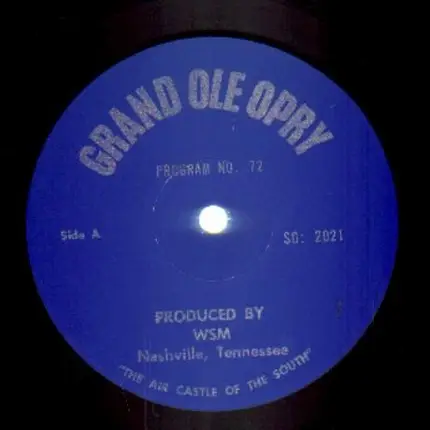 GRAND OLE OPRY
PROGRAM NO. 72
Side A
SO: 2021
PRODUCED BY
WSM
Nashville, Tennessee
"THE AIR CASTLE OF THE SOUTH"